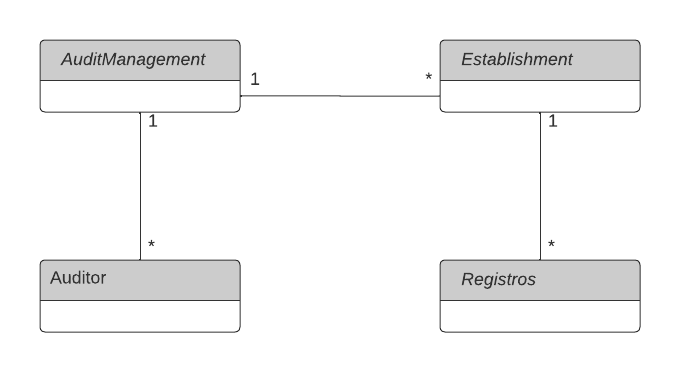 AuditManagement
Establishment
1
*
1
1
*
*
Auditor
Registros